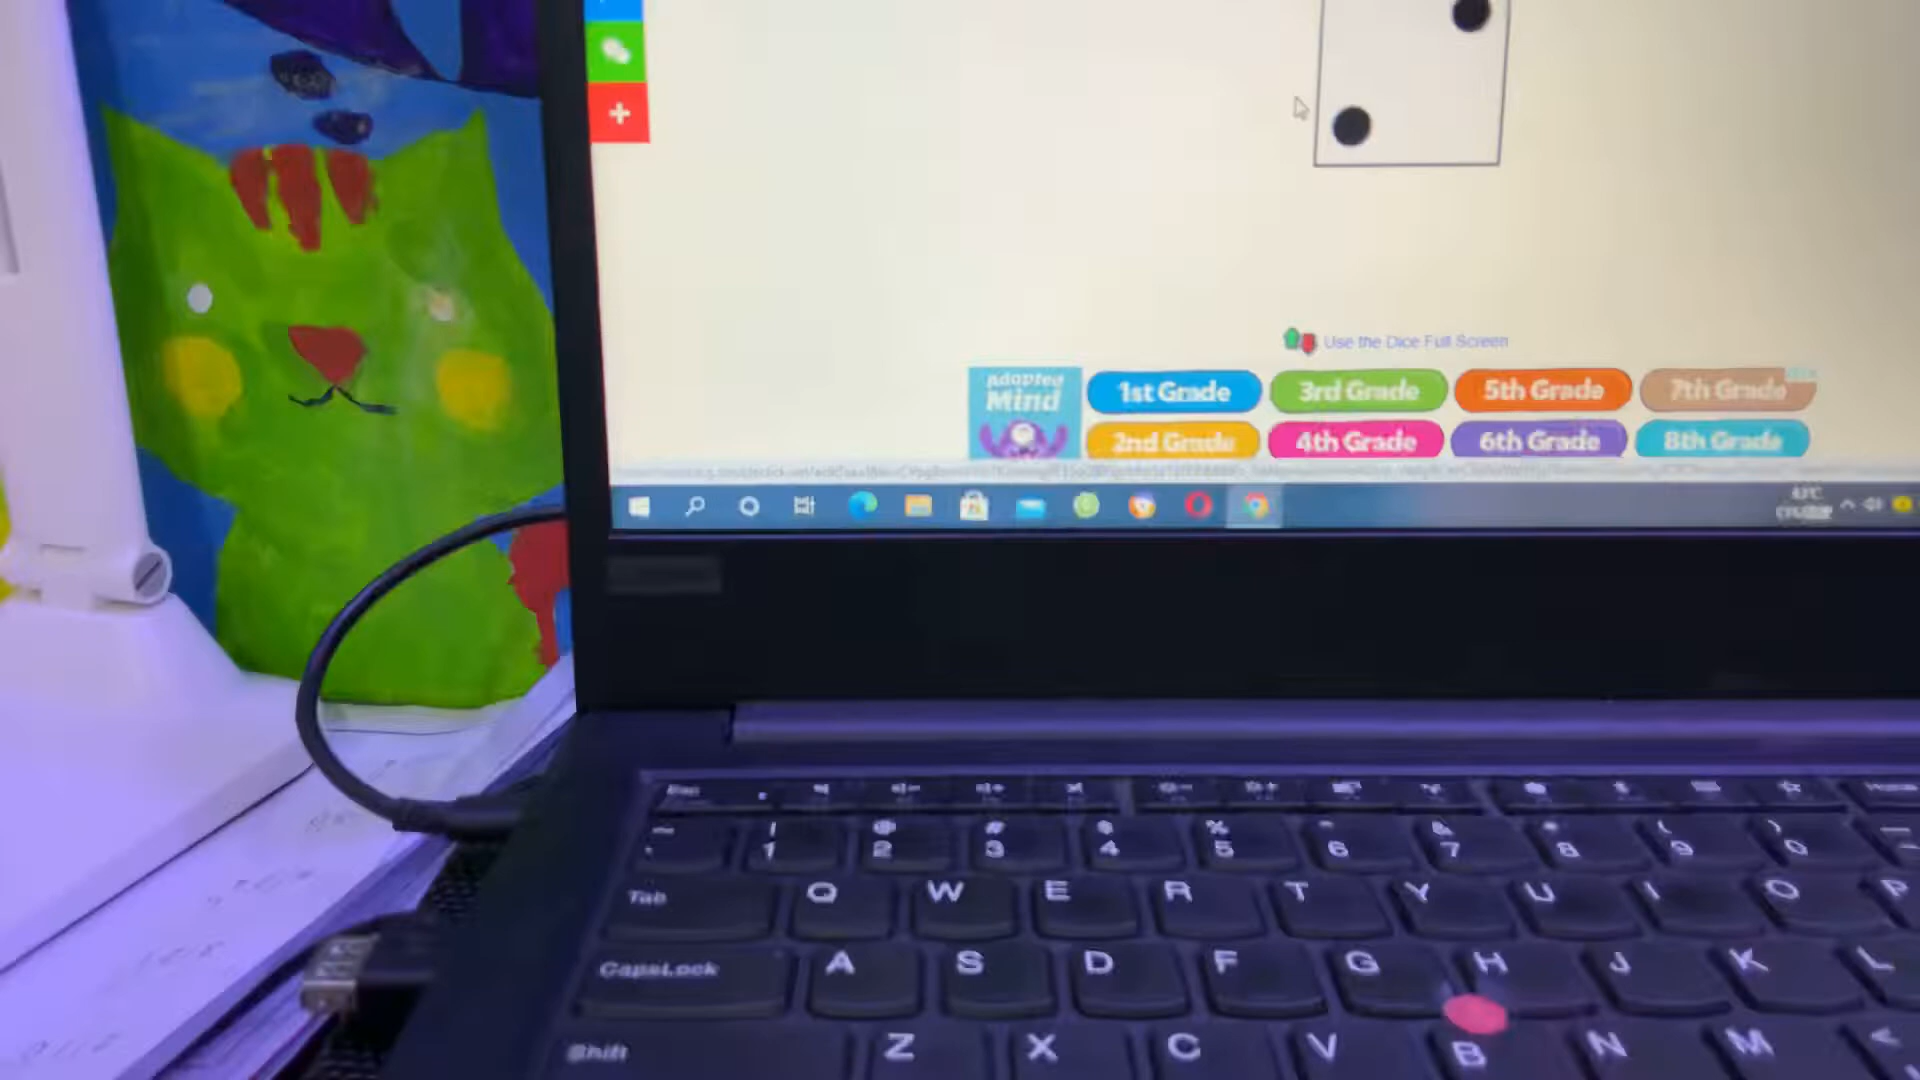 Use the Dice Full Screen
Adapted
Mind
1st Grade 3rd Grade 5th Grade 7th Grade
2nd Grade 4th Grade 6th Grade 8th Grade
Esc
~ ! @ # $ % ^ & * ( )
1 2 3 4 5 6 7 8 9 0
Tab Q W E R T Y U I O P
CapsLock A S D F G H J K L
Shift Z X C V B N M <